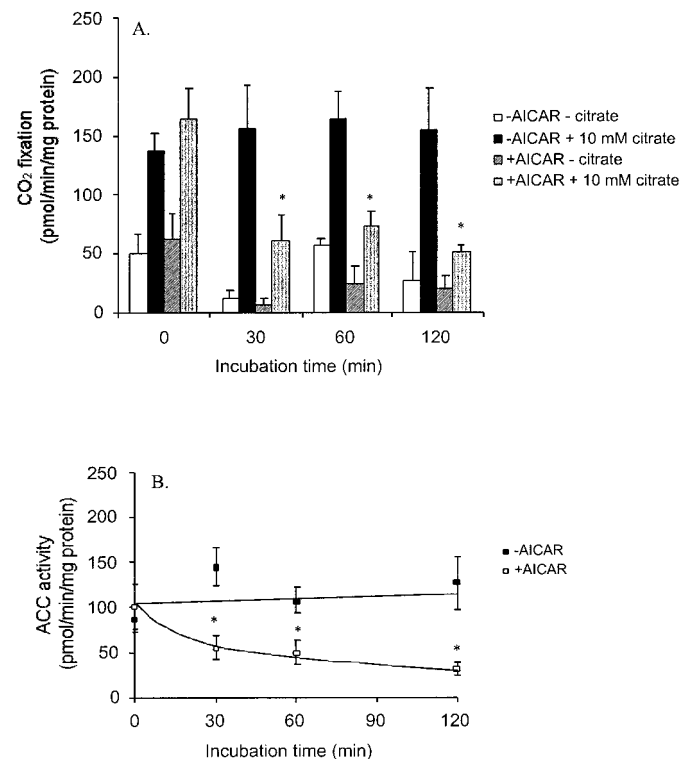 A.
250
200
150
100
50
0
CO₂ fixation
(pmol/min/mg protein)
* * *
0 30 60 120
Incubation time (min)
-AICAR - citrate
-AICAR + 10 mM citrate
+AICAR - citrate
+AICAR + 10 mM citrate
B.
250
200
150
100
50
0
ACC activity
(pmol/min/mg protein)
* * *
0 30 60 90 120
Incubation time (min)
-AICAR
+AICAR